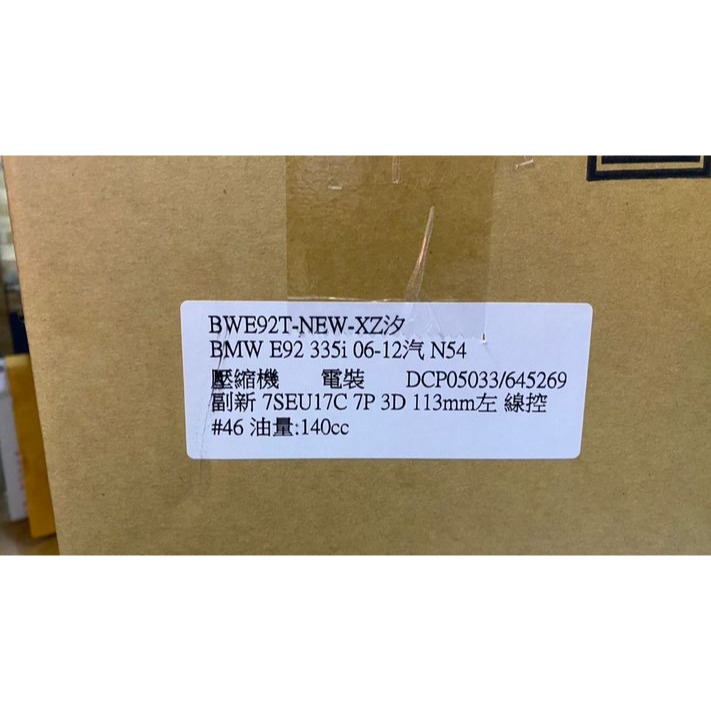 BWE92T-NEW-XZ汐
BMW E92 335i 06-12汽 N54
壓縮機 電裝 DCP05033/645269
副新 7SEU17C 7P 3D 113mm左 線控
#46 油量:140cc